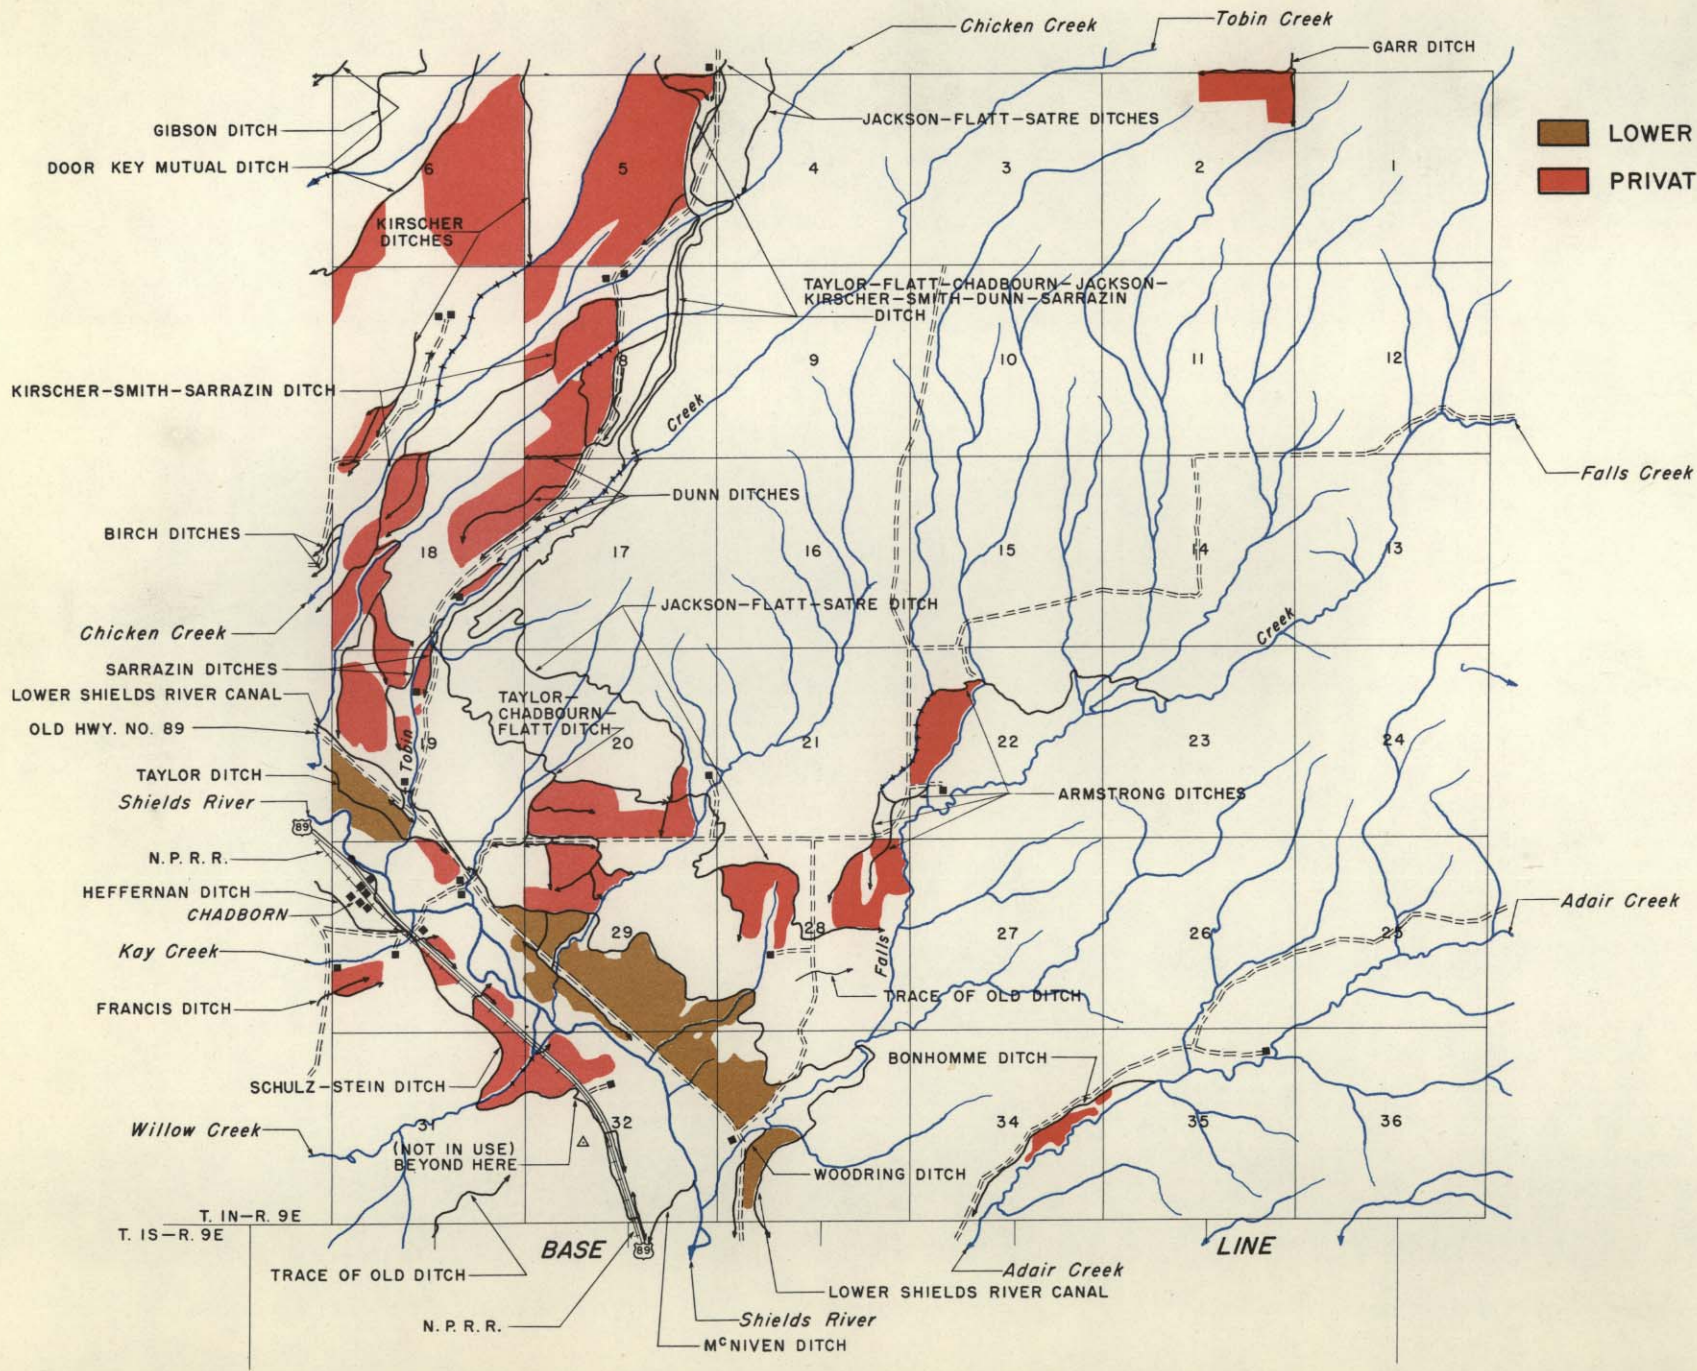 Chicken Creek
Tobin Creek
GARR DITCH
GIBSON DITCH
JACKSON-FLATT-SATRE DITCHES
LOWER
DOOR KEY MUTUAL DITCH
PRIVAT
6
5
4
3
2
1
KIRSCHER
DITCHES
TAYLOR-FLATT-CHADBOURN-JACKSON-
KIRSCHER-SMITH-DUNN-SARRAZIN
DITCH
8
9
10
11
12
KIRSCHER-SMITH-SARRAZIN DITCH
Creek
Falls Creek
DUNN DITCHES
BIRCH DITCHES
18
17
16
15
14
13
JACKSON-FLATT-SATRE DITCH
Chicken Creek
Creek
SARRAZIN DITCHES
LOWER SHIELDS RIVER CANAL
TAYLOR-
CHADBOURN-
FLATT DITCH
OLD HWY. NO. 89
Tobin
19
20
21
22
23
24
TAYLOR DITCH
Shields River
ARMSTRONG DITCHES
89
N.P.R.R.
HEFFERNAN DITCH
CHADBORN
Adair Creek
29
28
27
26
25
Kay Creek
Falls
FRANCIS DITCH
TRACE OF OLD DITCH
BONHOMME DITCH
SCHULZ-STEIN DITCH
Willow Creek
31
32
34
35
36
(NOT IN USE)
BEYOND HERE
WOODRING DITCH
T. IN-R. 9E
T. IS-R. 9E
BASE
89
LINE
TRACE OF OLD DITCH
Adair Creek
LOWER SHIELDS RIVER CANAL
N.P.R.R.
Shields River
McNIVEN DITCH